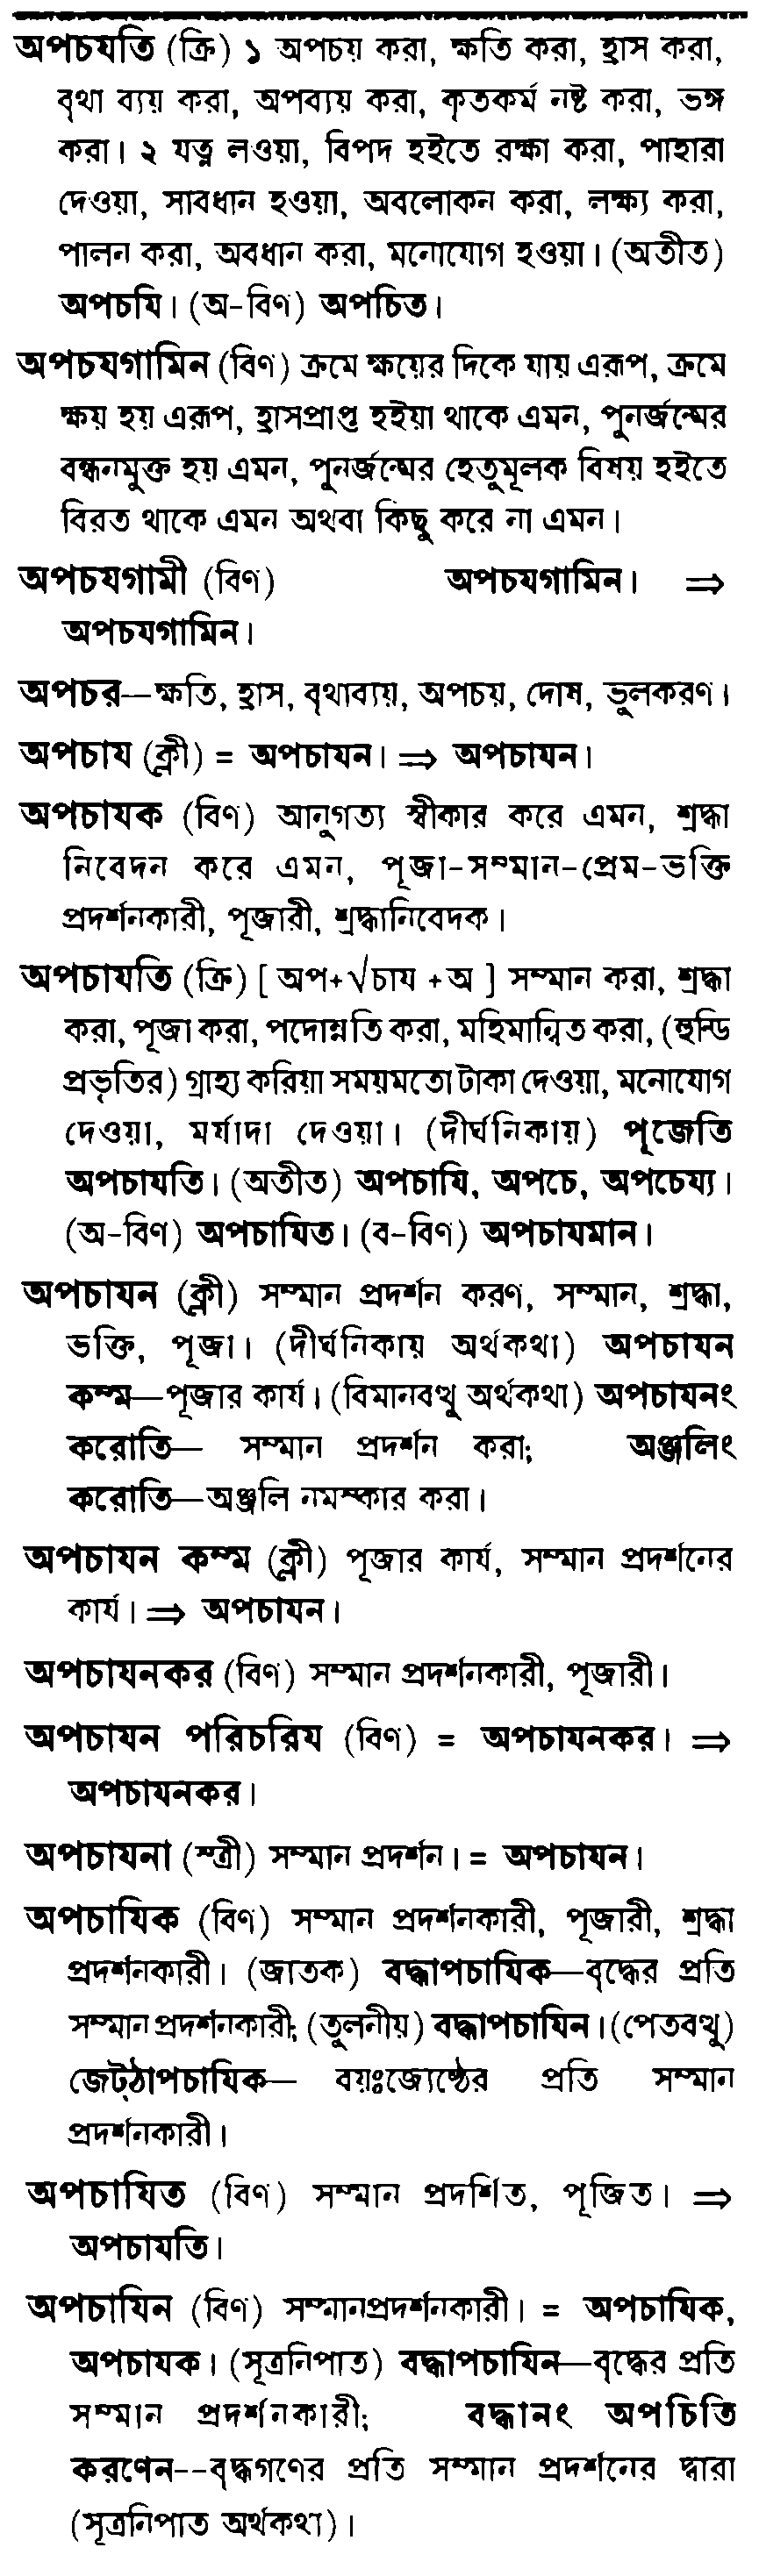 অপচযতি (ক্রি) ১ অপচয় করা, ক্ষতি করা, হ্রাস করা,
বৃথা ব্যয় করা, অপব্যয় করা, কৃতকর্ম নষ্ট করা, ভঙ্গ
করা। ২ যত্ন লওয়া, বিপদ হইতে রক্ষা করা, পাহারা
দেওয়া, সাবধান হওয়া, অবলোকন করা, লক্ষ্য করা,
পালন করা, অবধান করা, মনোযোগ হওয়া। (অতীত)
অপচযি। (অ-বিণ) অপচিত।
অপচযগামিন (বিণ) ক্রমে ক্ষয়ের দিকে যায় এরূপ, ক্রমে
ক্ষয় হয় এরূপ, হ্রাসপ্রাপ্ত হইয়া থাকে এমন, পুনর্জন্মের
বন্ধনমুক্ত হয় এমন, পুনর্জন্মের হেতুমূলক বিষয় হইতে
বিরত থাকে এমন অথবা কিছু করে না এমন।
অপচযগামী (বিণ) অপচযগামিন। ⇒
অপচযগামিন।
অপচর—ক্ষতি, হ্রাস, বৃথাব্যয়, অপচয়, দোষ, ভুলকরণ।
অপচায (ক্লী) = অপচাযন। ⇒ অপচাযন।
অপচাযক (বিণ) আনুগত্য স্বীকার করে এমন, শ্রদ্ধা
নিবেদন করে এমন, পূজা-সম্মান-প্রেম-ভক্তি
প্রদর্শনকারী, পূজারী, শ্রদ্ধানিবেদক।
অপচাযতি (ক্রি) [ অপ+√চায +অ ] সম্মান করা, শ্রদ্ধা
করা, পূজা করা, পদোন্নতি করা, মহিমান্বিত করা, (হুন্ডি
প্রভৃতির) গ্রাহ্য করিয়া সময়মতো টাকা দেওয়া, মনোযোগ
দেওয়া, মর্যাদা দেওয়া। (দীর্ঘনিকায়) পূজেতি
অপচাযতি। (অতীত) অপচাযি, অপচে, অপচেয্য।
(অ-বিণ) অপচাযিত। (ব-বিণ) অপচাযমান।
অপচাযন (ক্লী) সম্মান প্রদর্শন করণ, সম্মান, শ্রদ্ধা,
ভক্তি, পূজা। (দীর্ঘনিকায় অর্থকথা) অপচাযন
কম্ম—পূজার কার্য। (বিমানবত্থু অর্থকথা) অপচাযনং
করোতি— সম্মান প্রদর্শন করা; অঞ্জলিং
করোতি—অঞ্জলি নমস্কার করা।
অপচাযন কম্ম (ক্লী) পূজার কার্য, সম্মান প্রদর্শনের
কার্য। ⇒ অপচাযন।
অপচাযনকর (বিণ) সম্মান প্রদর্শনকারী, পূজারী।
অপচাযন পরিচরিয (বিণ) = অপচাযনকর। ⇒
অপচাযনকর।
অপচাযনা (স্ত্রী) সম্মান প্রদর্শন। = অপচাযন।
অপচাযিক (বিণ) সম্মান প্রদর্শনকারী, পূজারী, শ্রদ্ধা
প্রদর্শনকারী। (জাতক) বদ্ধাপচাযিক—বৃদ্ধের প্রতি
সম্মান প্রদর্শনকারী; (তুলনীয়) বদ্ধাপচাযিন। (পেতবত্থু)
জেট্ঠাপচাযিক— বয়ঃজ্যেষ্ঠের প্রতি সম্মান
প্রদর্শনকারী।
অপচাযিত (বিণ) সম্মান প্রদর্শিত, পূজিত। ⇒
অপচাযতি।
অপচাযিন (বিণ) সম্মানপ্রদর্শনকারী। = অপচাযিক,
অপচাযক। (সূত্রনিপাত) বদ্ধাপচাযিন—বৃদ্ধের প্রতি
সম্মান প্রদর্শনকারী; বদ্ধানং অপচিতি
করণেন--বৃদ্ধগণের প্রতি সম্মান প্রদর্শনের দ্বারা
(সূত্রনিপাত অর্থকথা)।